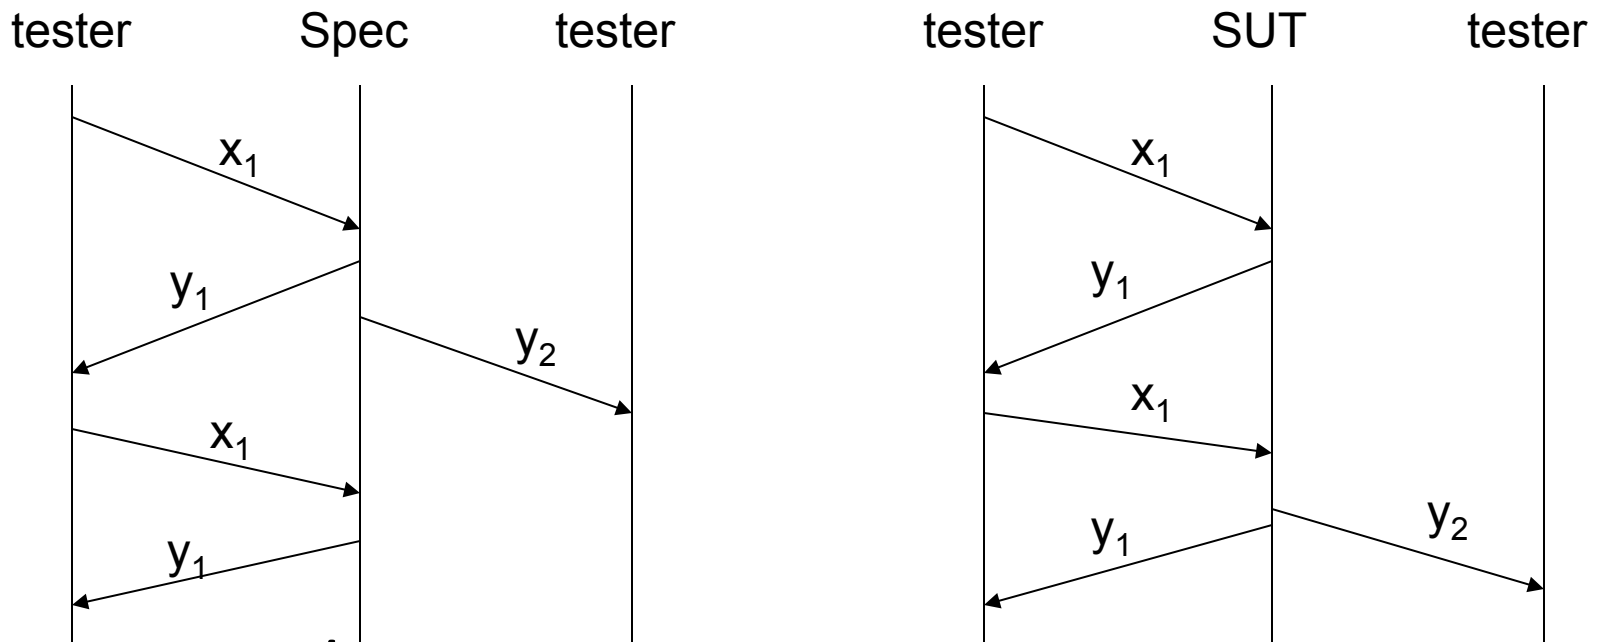 tester Spec tester tester SUT tester
x₁ x₁
y₁ y₁
y₂
x₁ x₁
y₂
y₁ y₁